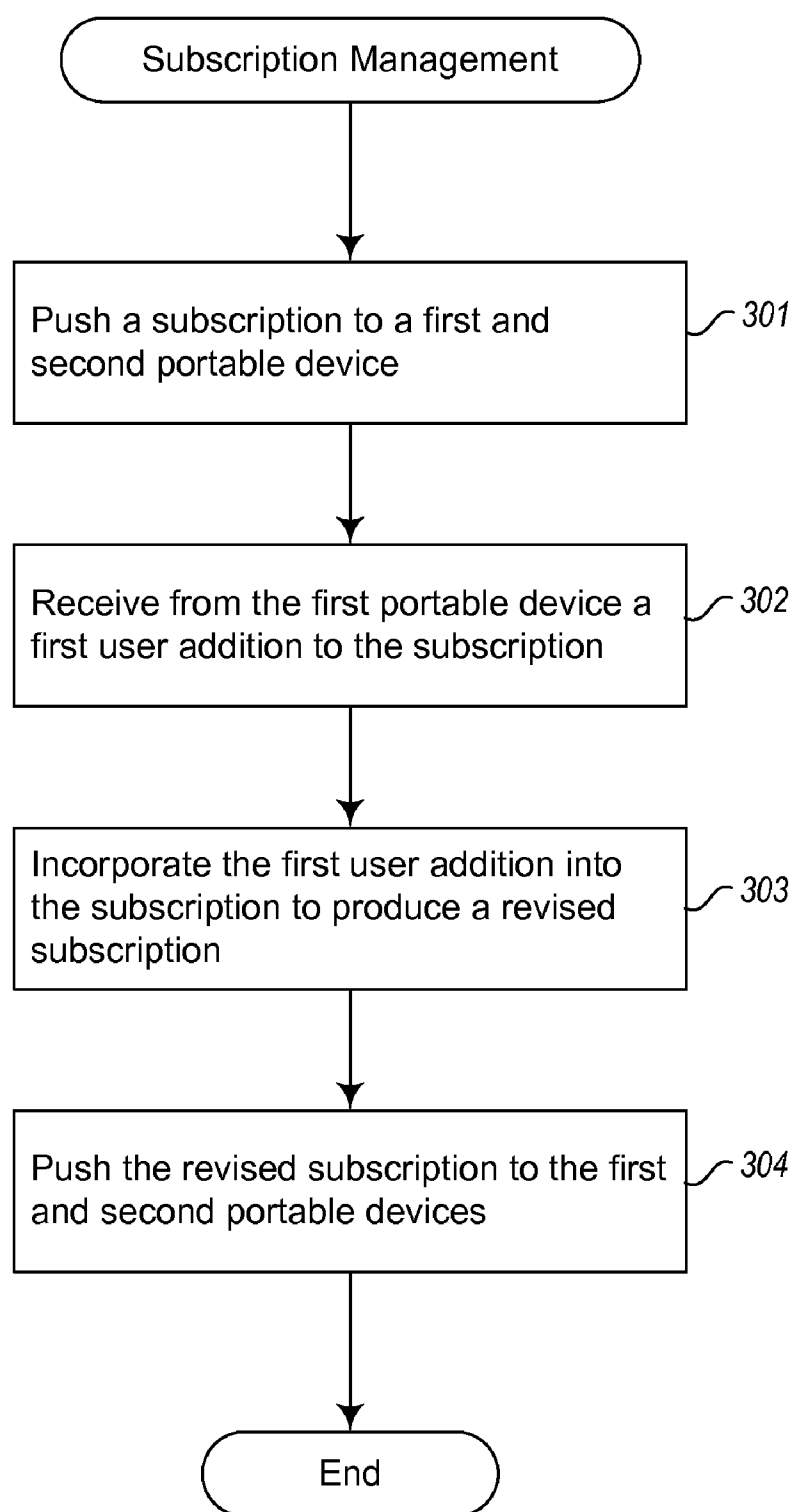 Subscription Management
Push a subscription to a first and
second portable device
301
Receive from the first portable device a
first user addition to the subscription
302
Incorporate the first user addition into
the subscription to produce a revised
subscription
303
Push the revised subscription to the first
and second portable devices
304
End